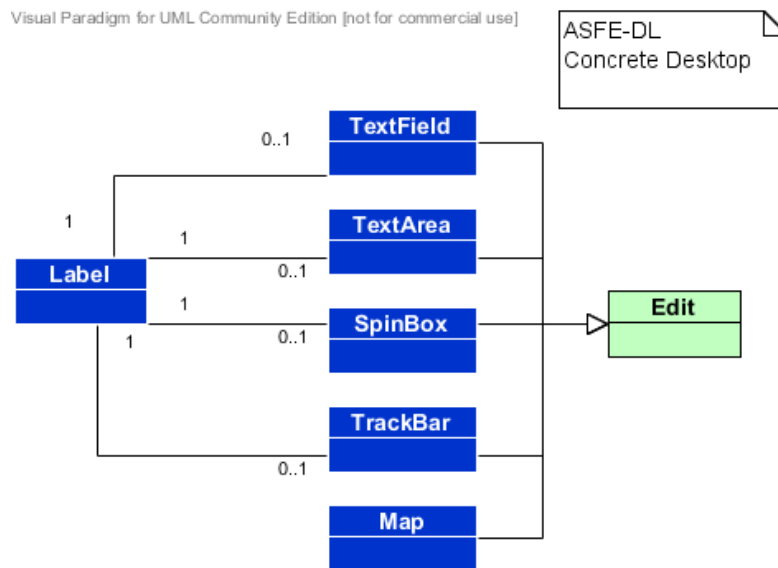 Visual Paradigm for UML Community Edition [not for commercial use]
ASFE-DL
Concrete Desktop
TextField
0..1
1
TextArea
1
0..1
Label
1
SpinBox
0..1
1
Edit
TrackBar
0..1
Map